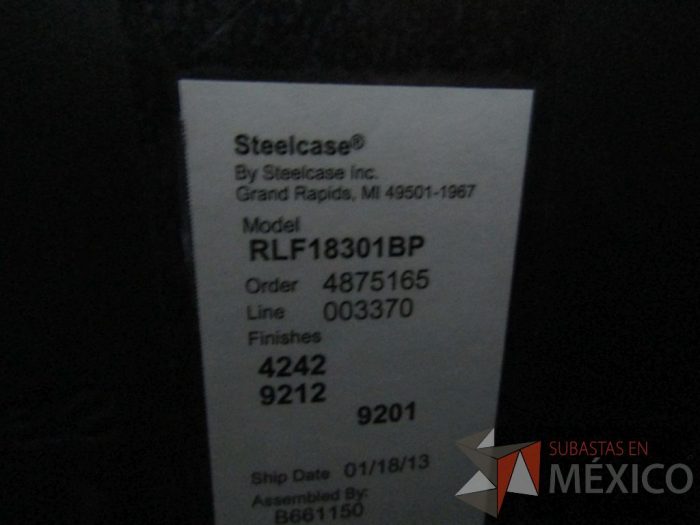 Steelcase®
By Steelcase Inc.
Grand Rapids, MI 49501-1967
Model
RLF18301BP
Order 4875165
Line 003370
Finishes
4242
9212
9201
Ship Date 01/18/13
Assembled By:
B661150
SUBASTAS EN
MÉXICO